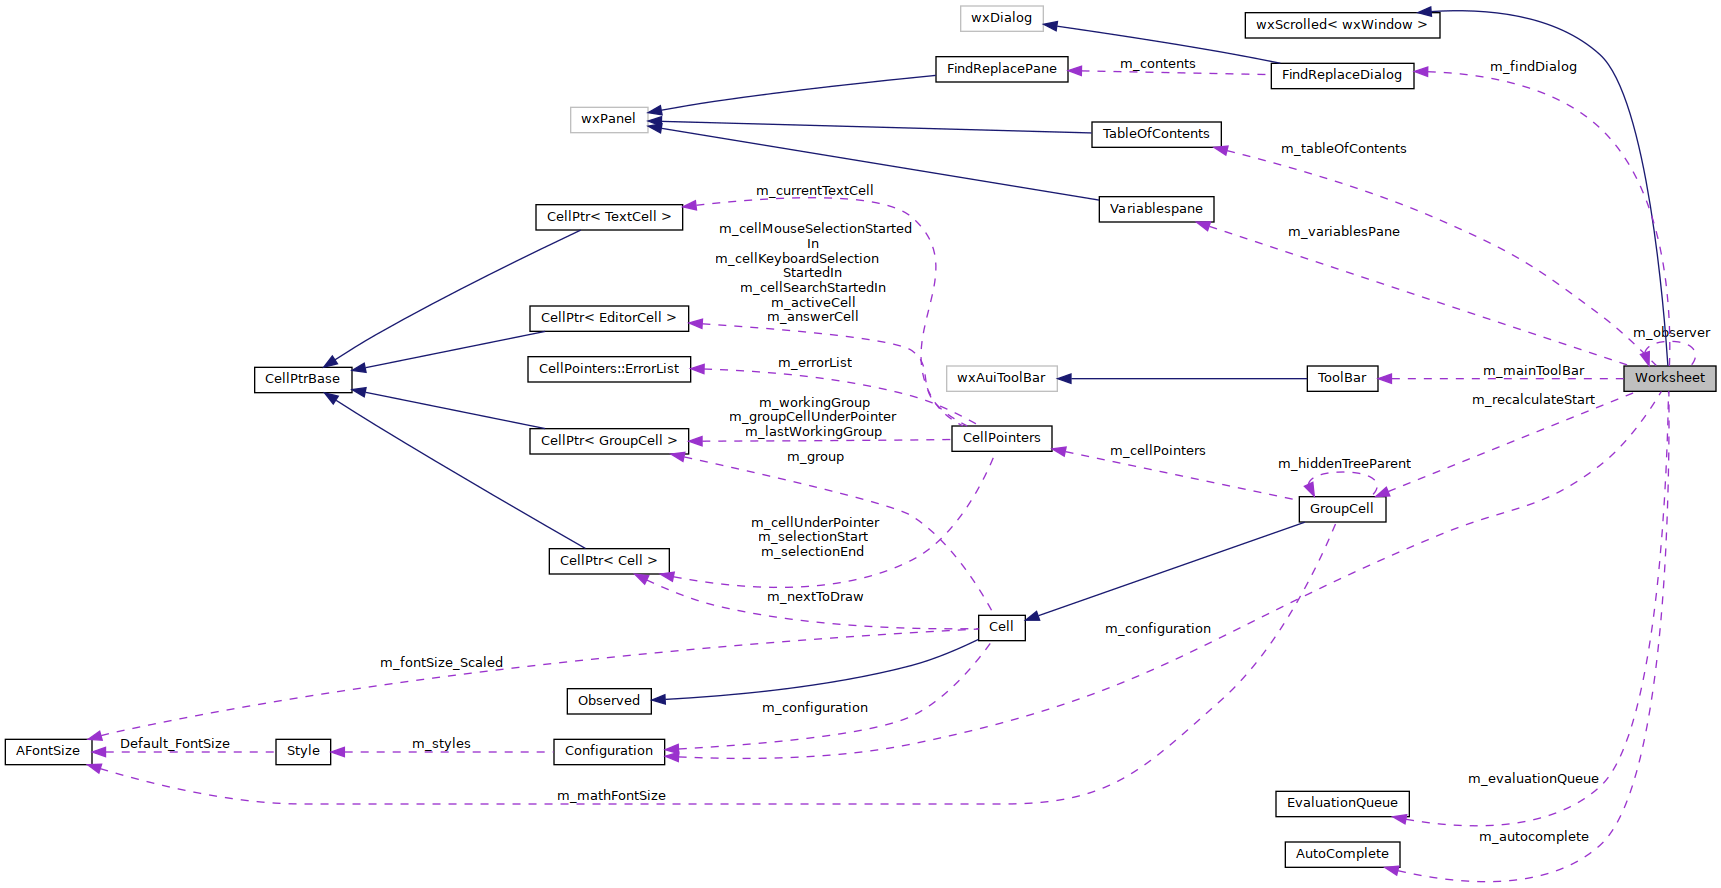 wxDialog
wxScrolled< wxWindow >
FindReplacePane
m_contents
FindReplaceDialog
m_findDialog
wxPanel
TableOfContents
m_tableOfContents
m_currentTextCell
CellPtr< TextCell >
Variablespane
m_variablesPane
m_cellMouseSelectionStarted
In
m_cellKeyboardSelection
StartedIn
m_cellSearchStartedIn
m_activeCell
m_answerCell
CellPtr< EditorCell >
m_observer
CellPtrBase
CellPointers::ErrorList
m_errorList
wxAuiToolBar
ToolBar
m_mainToolBar
Worksheet
m_recalculateStart
m_workingGroup
m_groupCellUnderPointer
m_lastWorkingGroup
CellPtr< GroupCell >
CellPointers
m_cellPointers
m_group
m_hiddenTreeParent
GroupCell
m_cellUnderPointer
m_selectionStart
m_selectionEnd
CellPtr< Cell >
m_nextToDraw
Cell
m_configuration
m_fontSize_Scaled
Observed
m_configuration
AFontSize
Default_FontSize
Style
m_styles
Configuration
m_mathFontSize
m_evaluationQueue
EvaluationQueue
m_autocomplete
AutoComplete